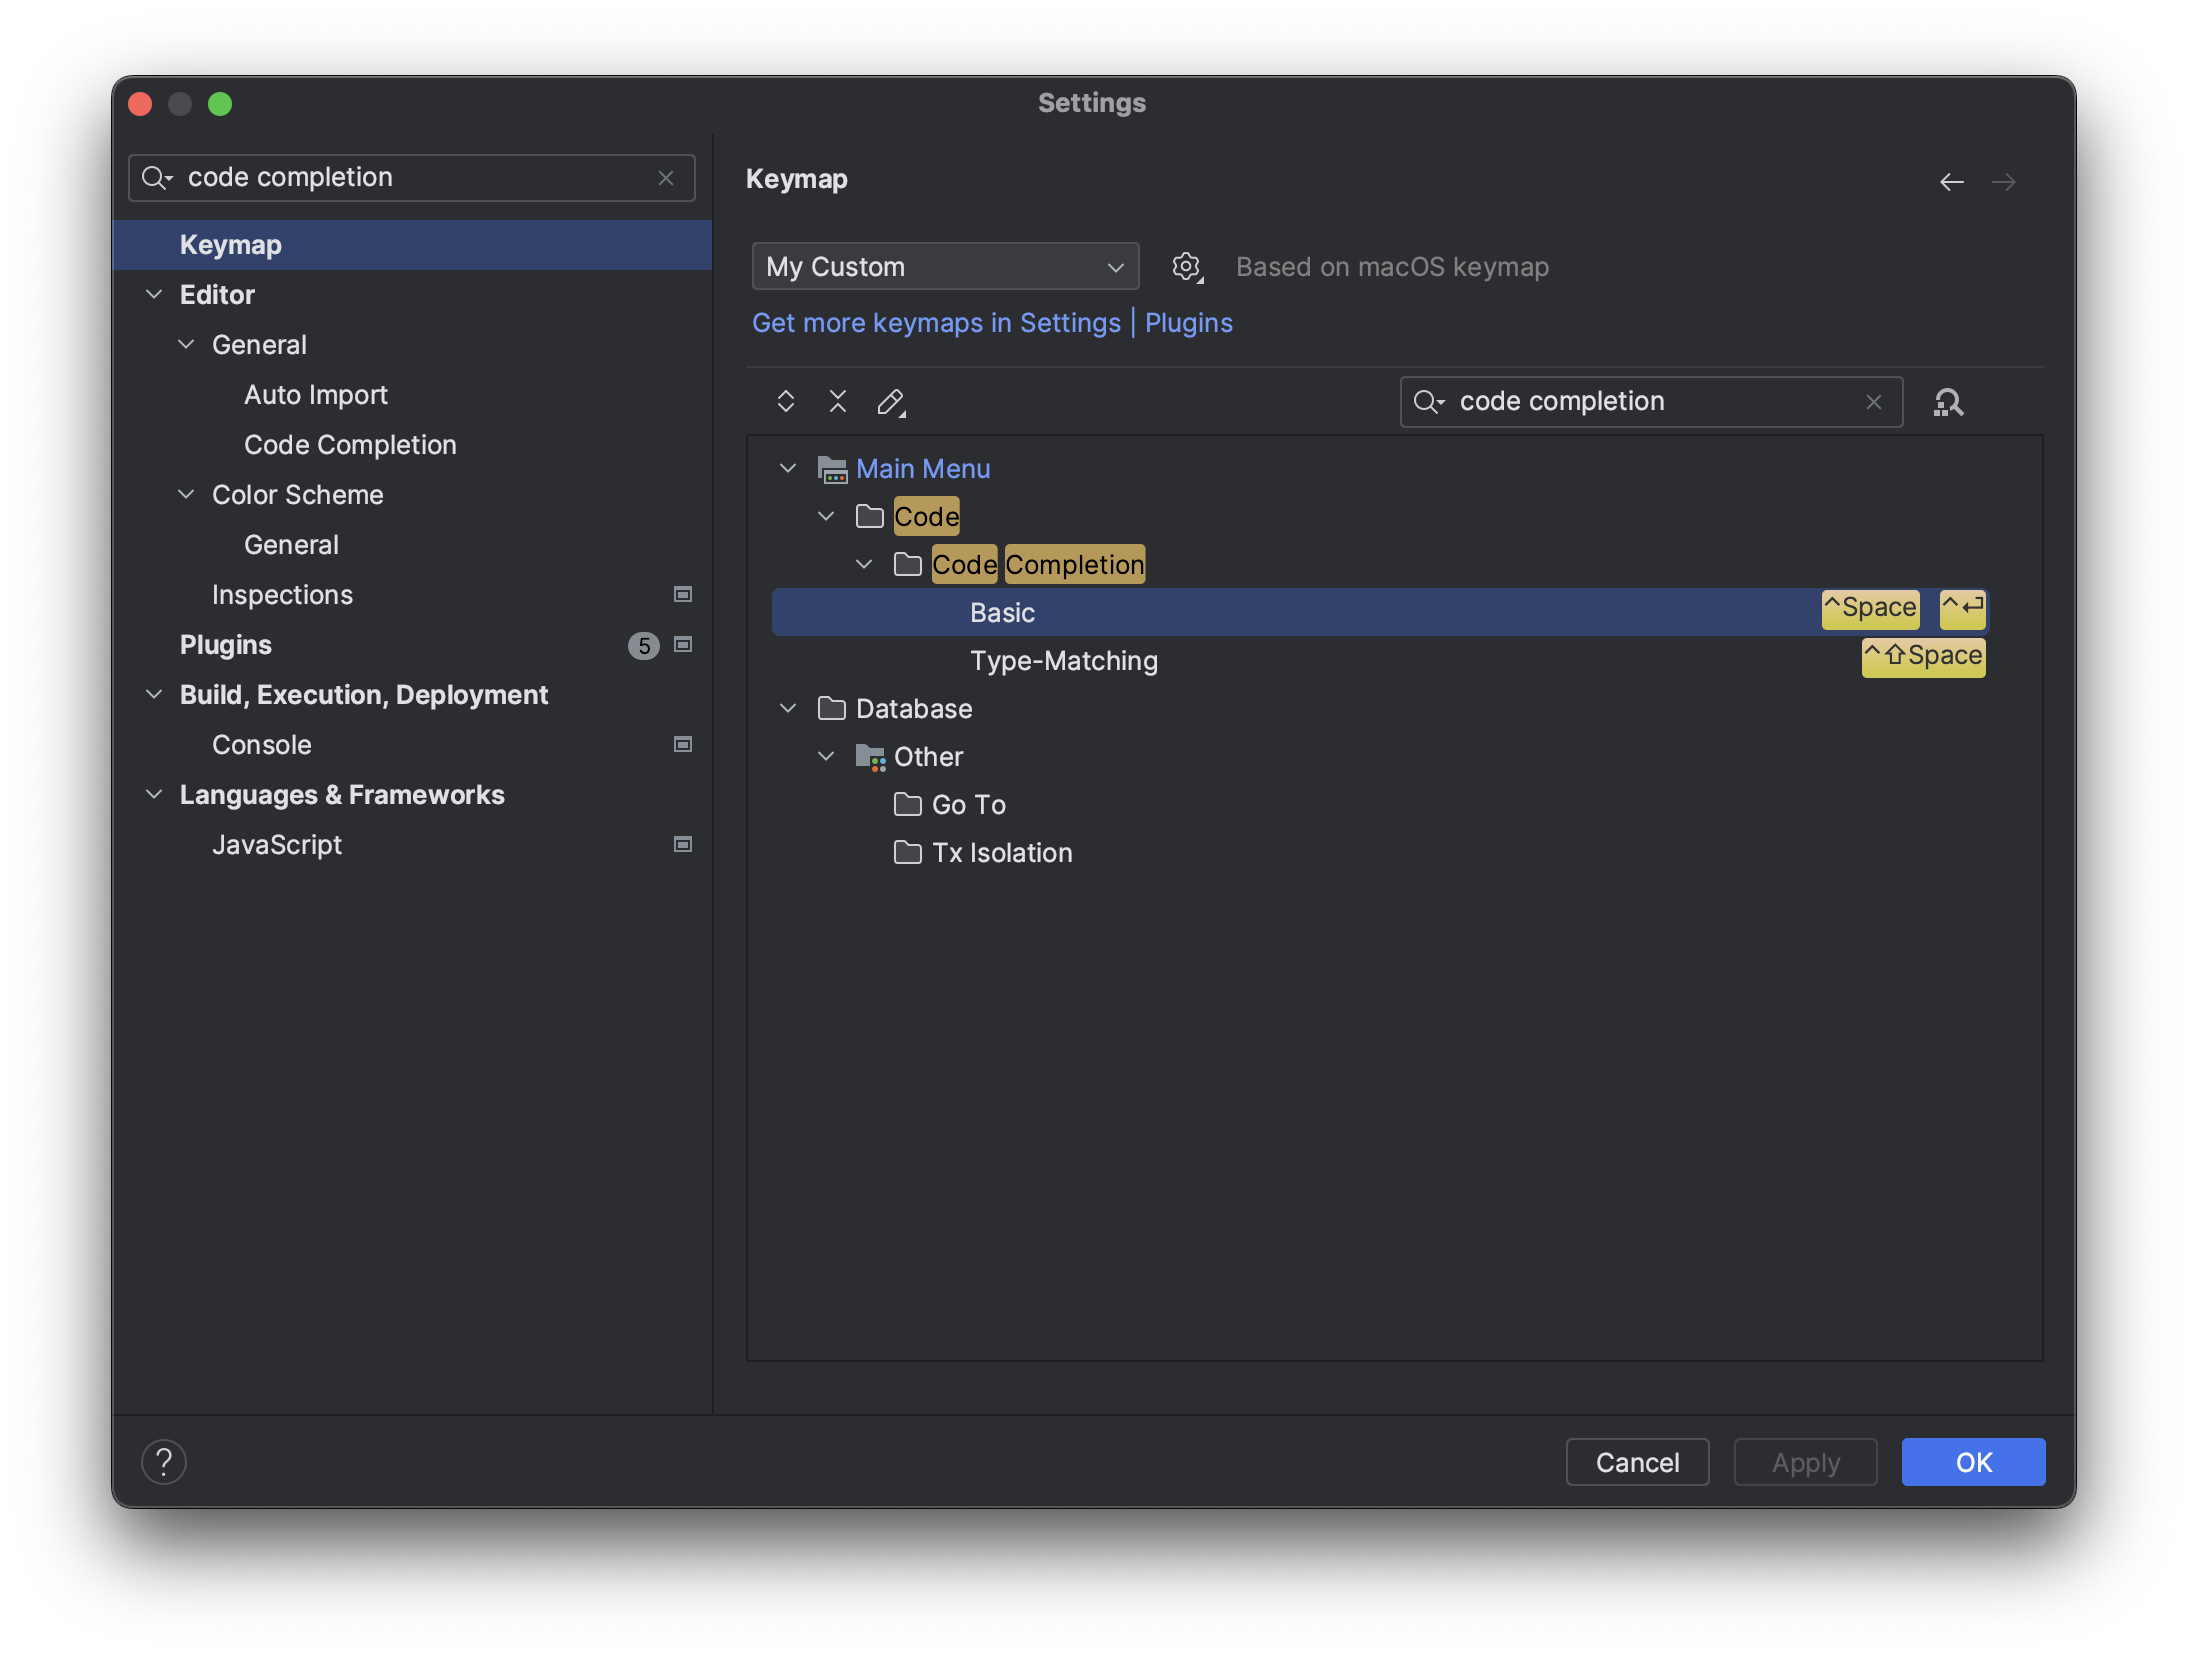 Settings
code completion
Keymap
Editor
General
Auto Import
Code Completion
Color Scheme
General
Inspections
Plugins 5
Build, Execution, Deployment
Console
Languages & Frameworks
JavaScript
Keymap
My Custom Based on macOS keymap
Get more keymaps in Settings | Plugins
code completion
Main Menu
Code
Code Completion
Basic ^Space ^↩
Type-Matching ^⇧Space
Database
Other
Go To
Tx Isolation
? Cancel Apply OK